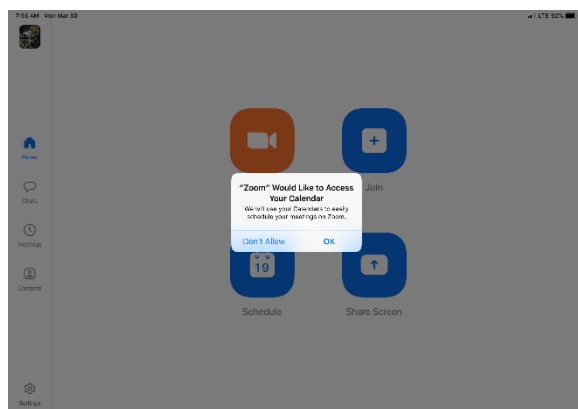 7:55 AM Mon Mar 30
LTE 92%
Home
Chats
Meetings
Contacts
Settings
Join
"Zoom" Would Like to Access
Your Calendar
We will use your Calendars to easily
schedule your meetings on Zoom.
Don't Allow OK
19
Schedule Share Screen